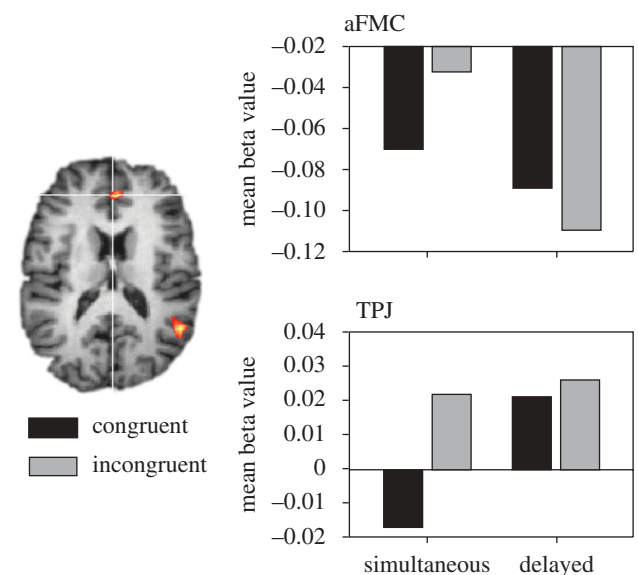 aFMC
mean beta value
–0.02
–0.04
–0.06
–0.08
–0.10
–0.12
TPJ
mean beta value
0.04
0.03
0.02
0.01
0
–0.01
–0.02
simultaneous delayed
congruent
incongruent